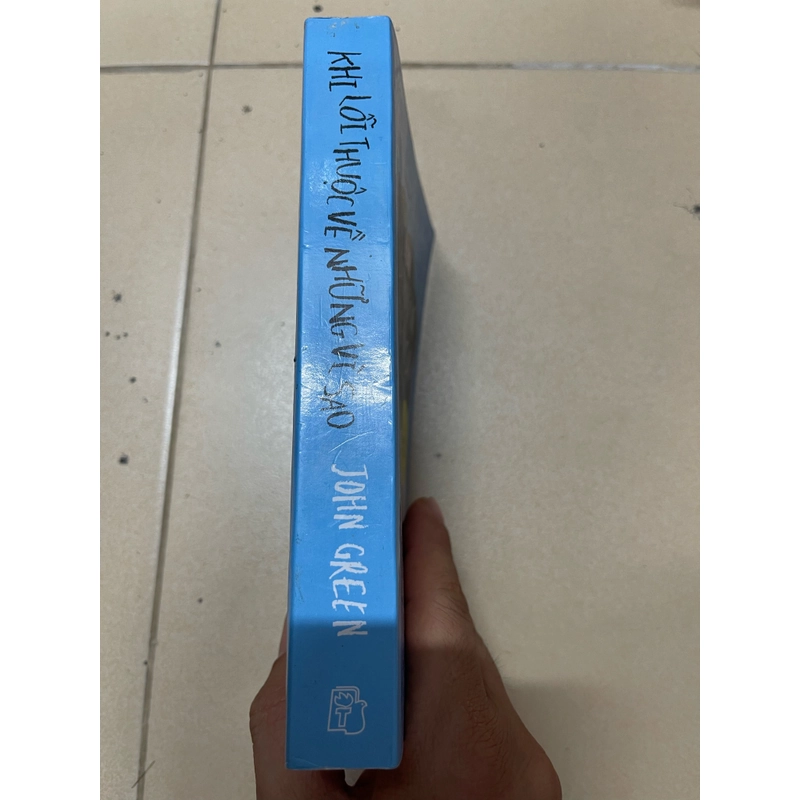 KHI LỖI THUỘC VỀ NHỮNG VÌ SAO
JOHN GREEN